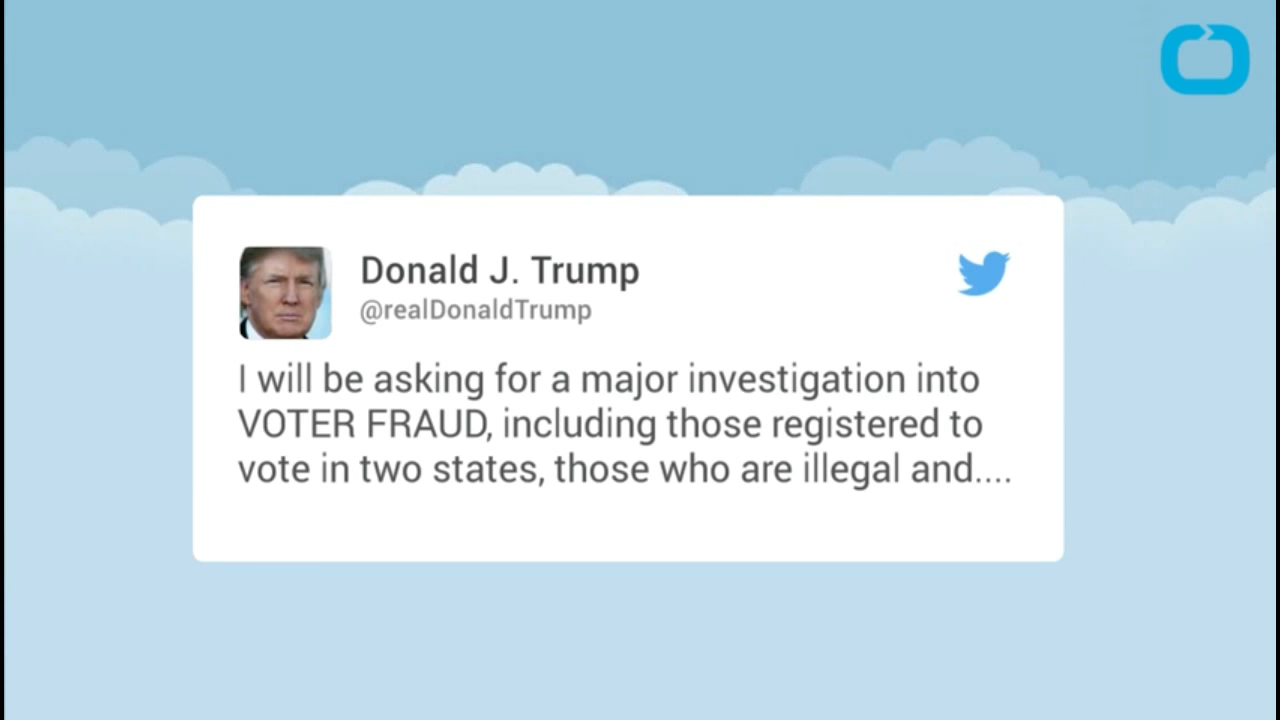 Donald J. Trump
@realDonaldTrump
I will be asking for a major investigation into
VOTER FRAUD, including those registered to
vote in two states, those who are illegal and....